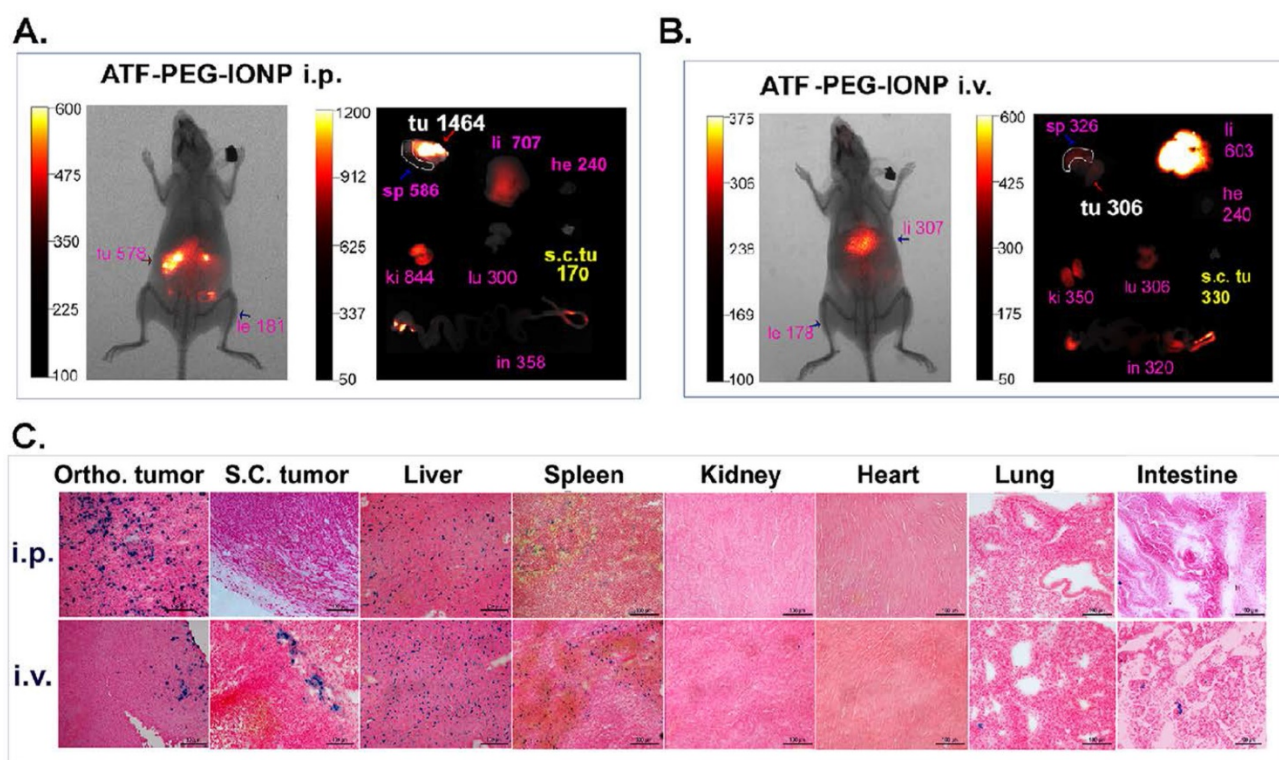 A.
ATF-PEG-IONP i.p.
600
475
350
225
100
tu 578
le 181
1200
912
625
337
50
tu 1464
li 707
he 240
sp 586
ki 844
lu 300
s.c.tu
170
in 358
B.
ATF -PEG-IONP i.v.
375
306
238
169
100
li 307
le 178
600
425
300
175
50
sp 326
li
603
tu 306
he
240
ki 350
lu 306
s.c. tu
330
in 320
C.
Ortho. tumor S.C. tumor Liver Spleen Kidney Heart Lung Intestine
i.p.
i.v.